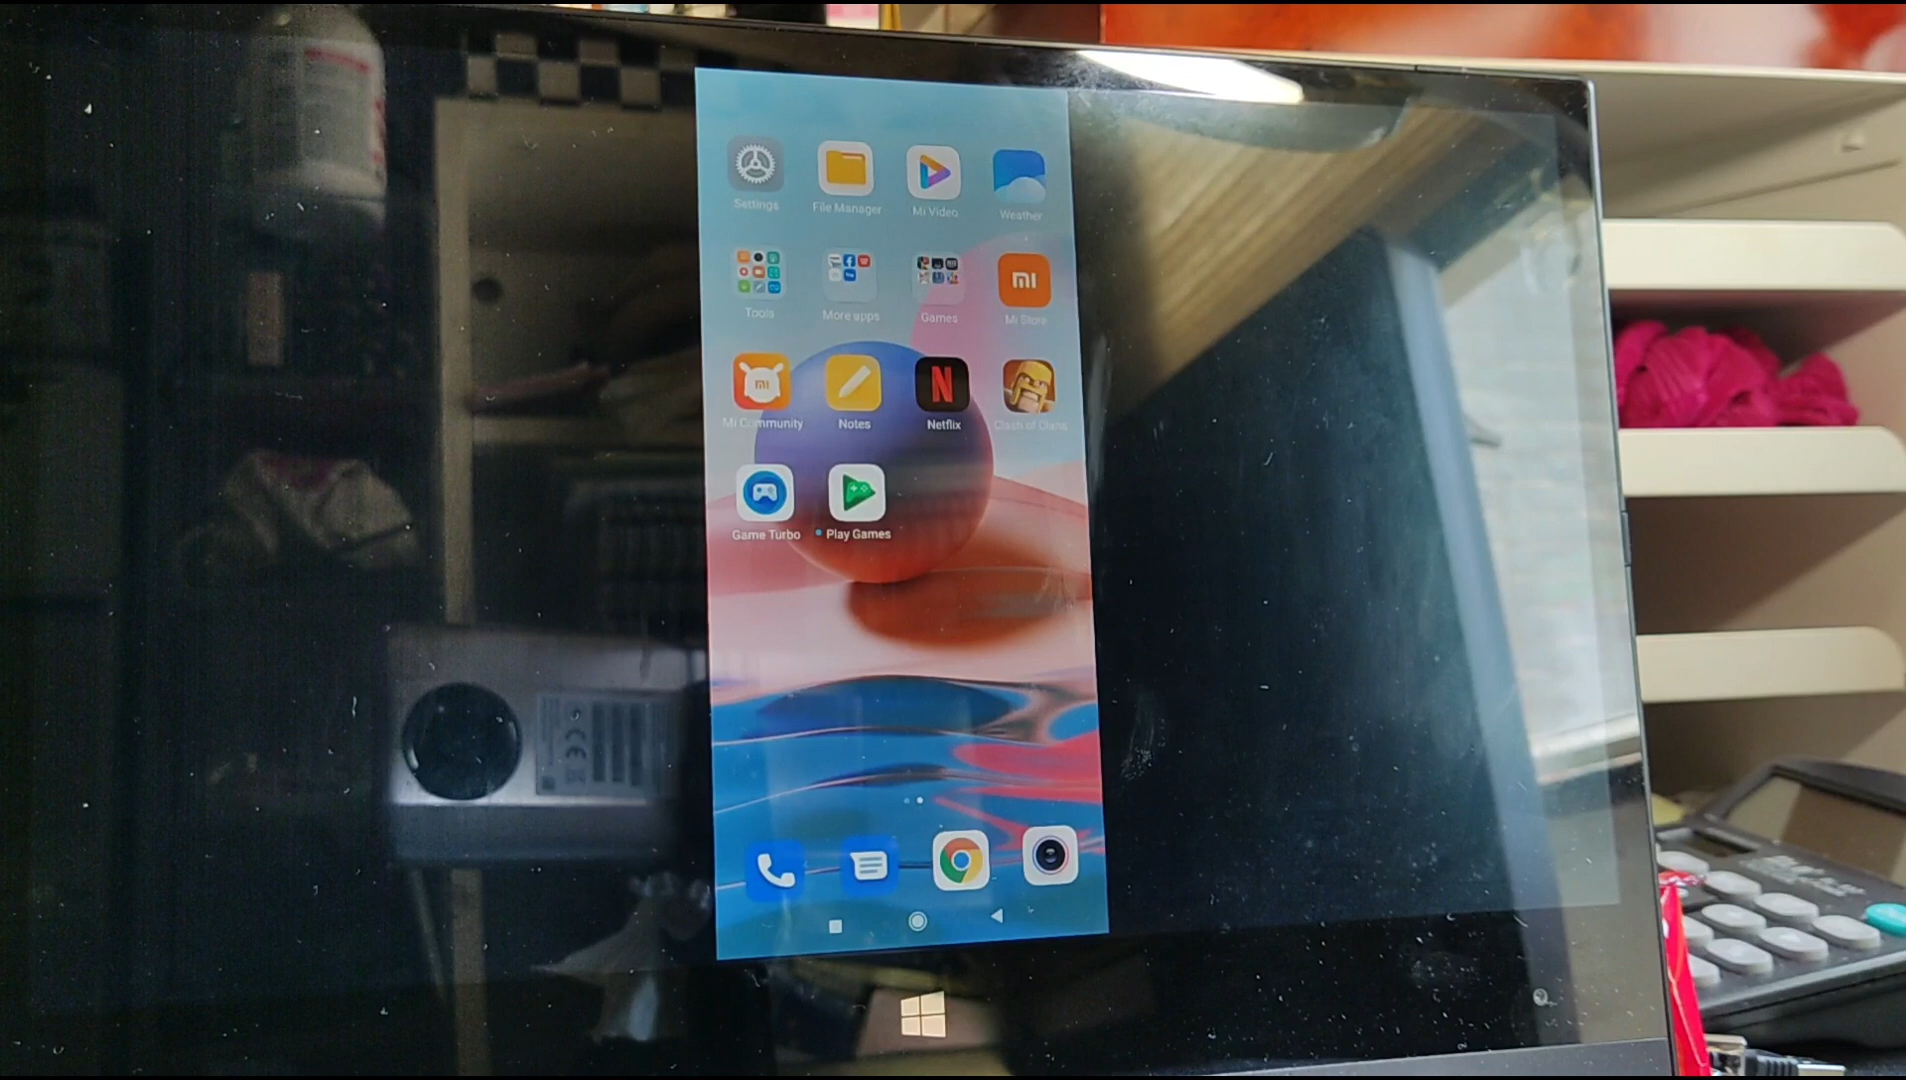 Settings
File Manager
Mi Video
Weather
Tools
More apps
Games
Mi Store
Mi Community
Notes
Netflix
Clash of Clans
Game Turbo
Play Games